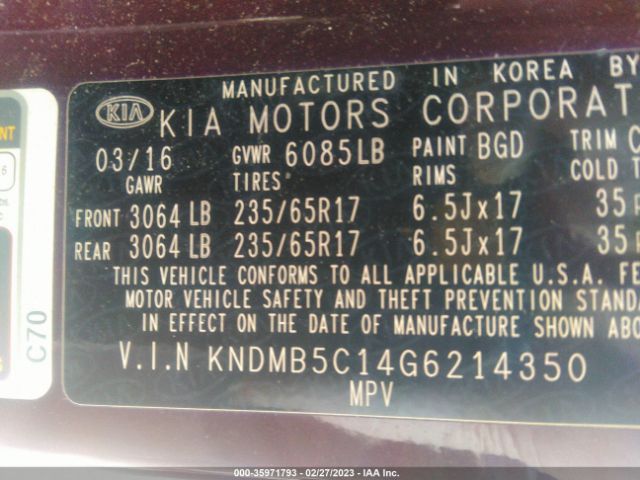 MANUFACTURED IN KOREA BY
KIA KIA MOTORS CORPORAT
03/16 GVWR 6085LB PAINT BGD TRIM C
GAWR TIRES RIMS COLD T
FRONT 3064 LB 235/65R17 6.5Jx17 35
REAR 3064 LB 235/65R17 6.5Jx17 35
THIS VEHICLE CONFORMS TO ALL APPLICABLE U.S.A. FE
MOTOR VEHICLE SAFETY AND THEFT PREVENTION STANDA
IN EFFECT ON THE DATE OF MANUFACTURE SHOWN ABO
V.I.N KNDMB5C14G6214350
MPV
NT
6
C70
000-35971793 - 02/27/2023 - IAA Inc.